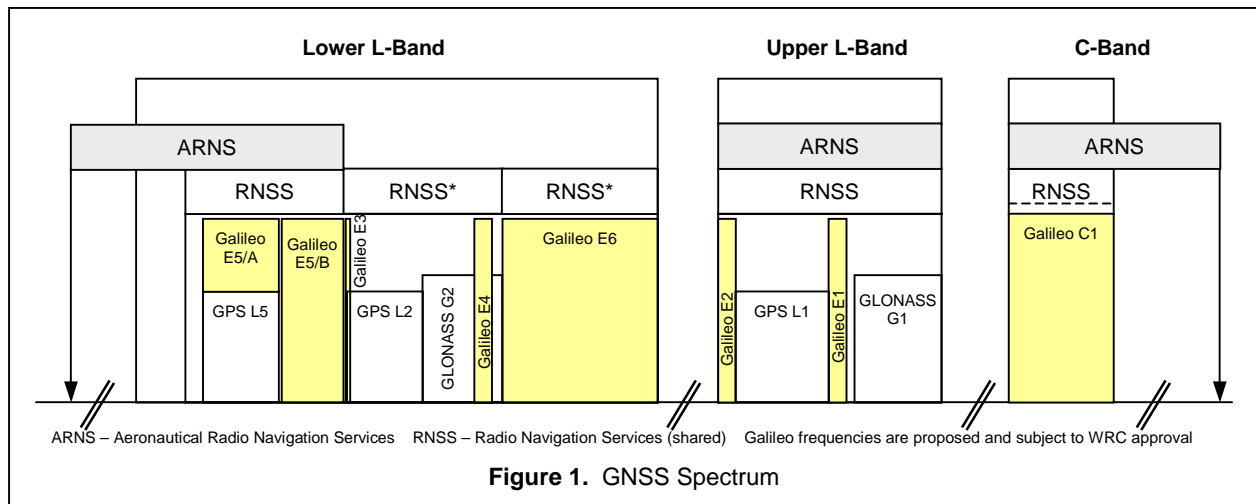 Lower L-Band
Upper L-Band
C-Band
ARNS
ARNS
ARNS
RNSS
RNSS*
RNSS*
RNSS
RNSS
Galileo
E5/A
Galileo
E5/B
Galileo E3
Galileo E6
GPS L5
GPS L2
GLONASS G2
Galileo E4
Galileo E2
GPS L1
Galileo E1
GLONASS
G1
Galileo C1
ARNS – Aeronautical Radio Navigation Services RNSS – Radio Navigation Services (shared) Galileo frequencies are proposed and subject to WRC approval
Figure 1. GNSS Spectrum